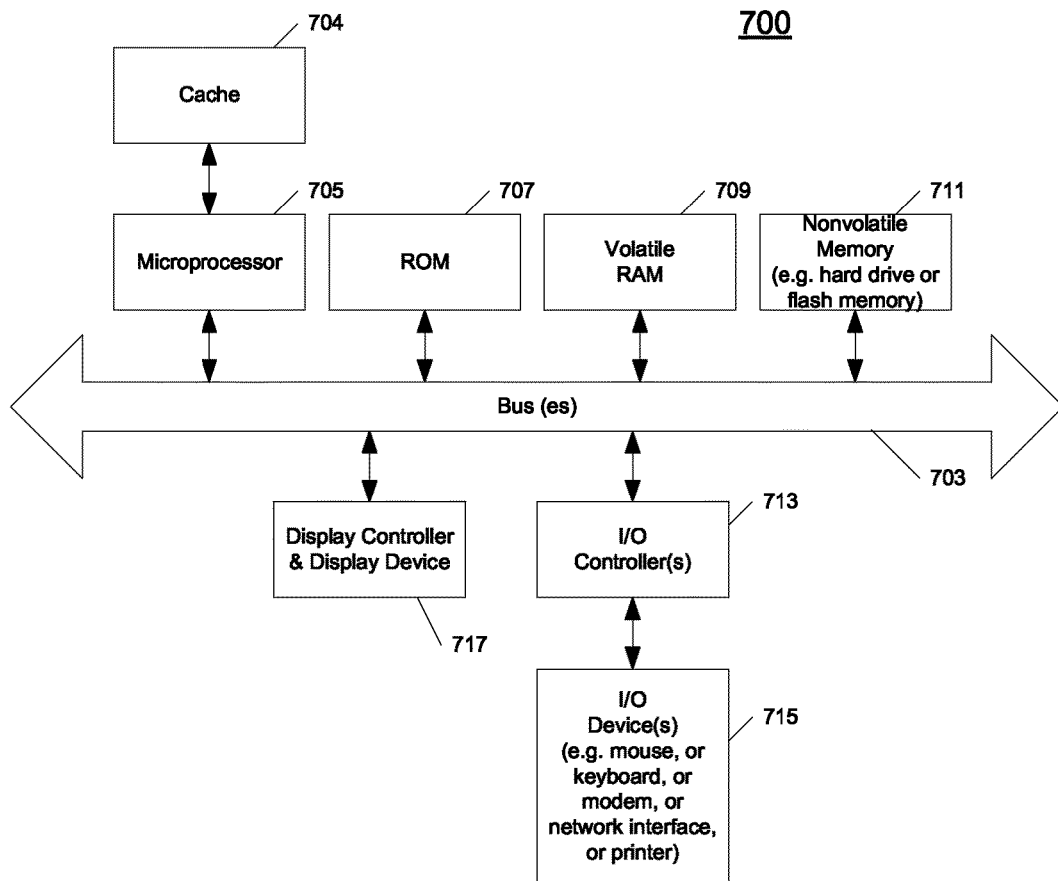 700
704
Cache
705
Microprocessor
707
ROM
709
Volatile
RAM
711
Nonvolatile
Memory
(e.g. hard drive or
flash memory)
Bus (es)
703
Display Controller
& Display Device
717
713
I/O
Controller(s)
715
I/O
Device(s)
(e.g. mouse, or
keyboard, or
modem, or
network interface,
or printer)